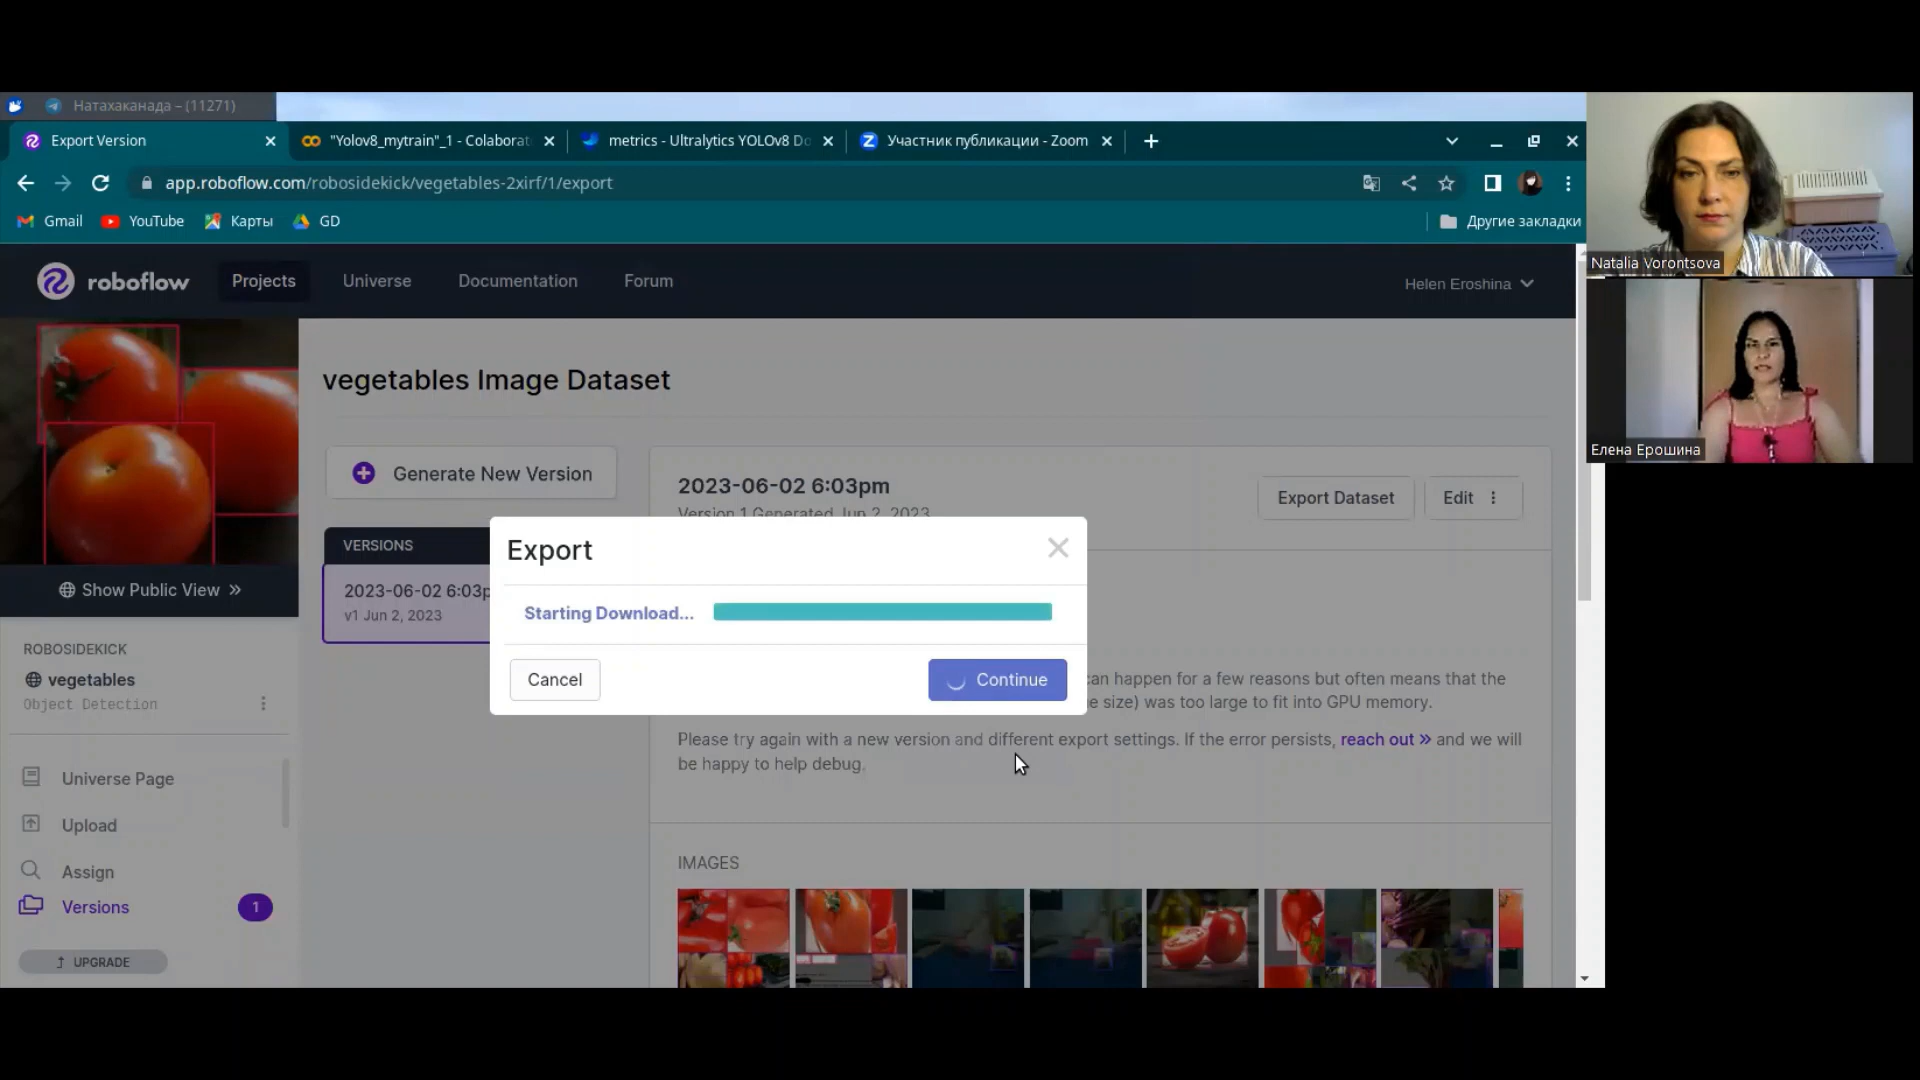 Натахаканада – (11271)
Export Version
"Yolov8_mytrain"_1 - Colaborat
metrics - Ultralytics YOLOv8 Do
Участник публикации - Zoom
app.roboflow.com/robosidekick/vegetables-2xirf/1/export
Gmail
YouTube
Карты
GD
Другие закладки
roboflow
Projects
Universe
Documentation
Forum
Helen Eroshina
Natalia Vorontsova
Елена Ерошина
vegetables Image Dataset
Generate New Version
2023-06-02 6:03pm
Version 1 Generated Jun 2, 2023
Export Dataset
Edit
VERSIONS
2023-06-02 6:03p
v1 Jun 2, 2023
Show Public View »
Export
Starting Download...
Cancel
Continue
can happen for a few reasons but often means that the
e size) was too large to fit into GPU memory.
Please try again with a new version and different export settings. If the error persists, reach out » and we will
be happy to help debug.
ROBOSIDEKICK
vegetables
Object Detection
Universe Page
Upload
Assign
Versions
1
UPGRADE
IMAGES